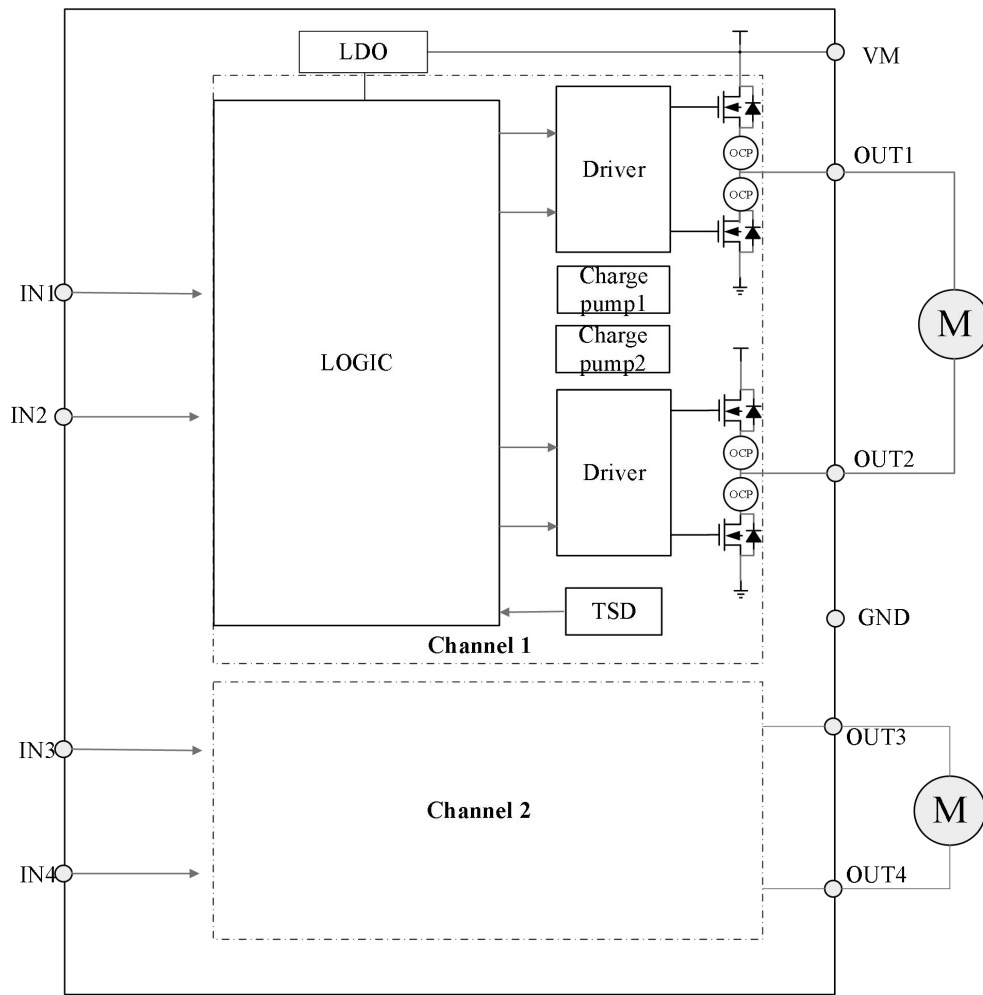 LDO
VM
OCP
OUT1
Driver
OCP
IN1
Charge
pump1
M
Charge
pump2
LOGIC
IN2
OCP
OUT2
Driver
OCP
TSD
GND
Channel 1
IN3
OUT3
Channel 2
M
IN4
OUT4